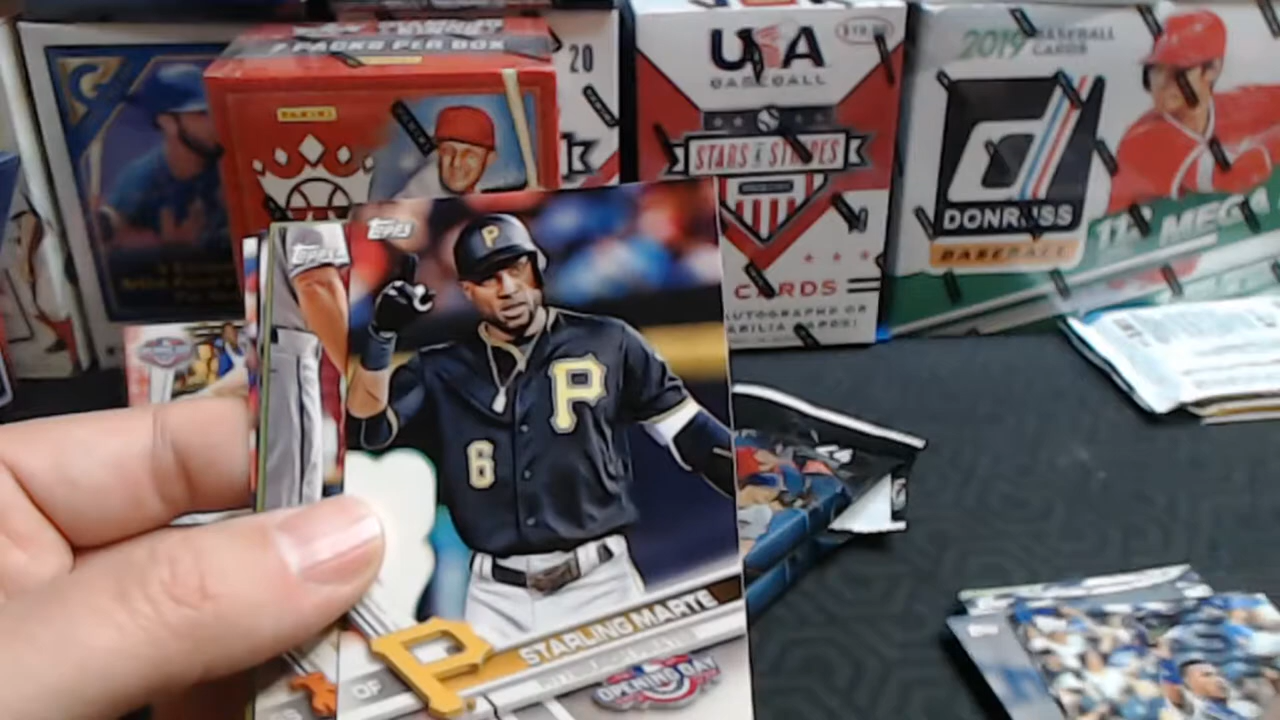 7 PACKS PER BOX
PANINI
20
USA
BASEBALL
STARS & STRIPES
CARDS
AUTOGRAPHS OR
2019 BASEBALL
CARDS
DONRUSS
BASEBALL
THE MEGA
TOPPS
TOPPS
P
P
6
STARLING MARTE
P
OF
OPENING DAY